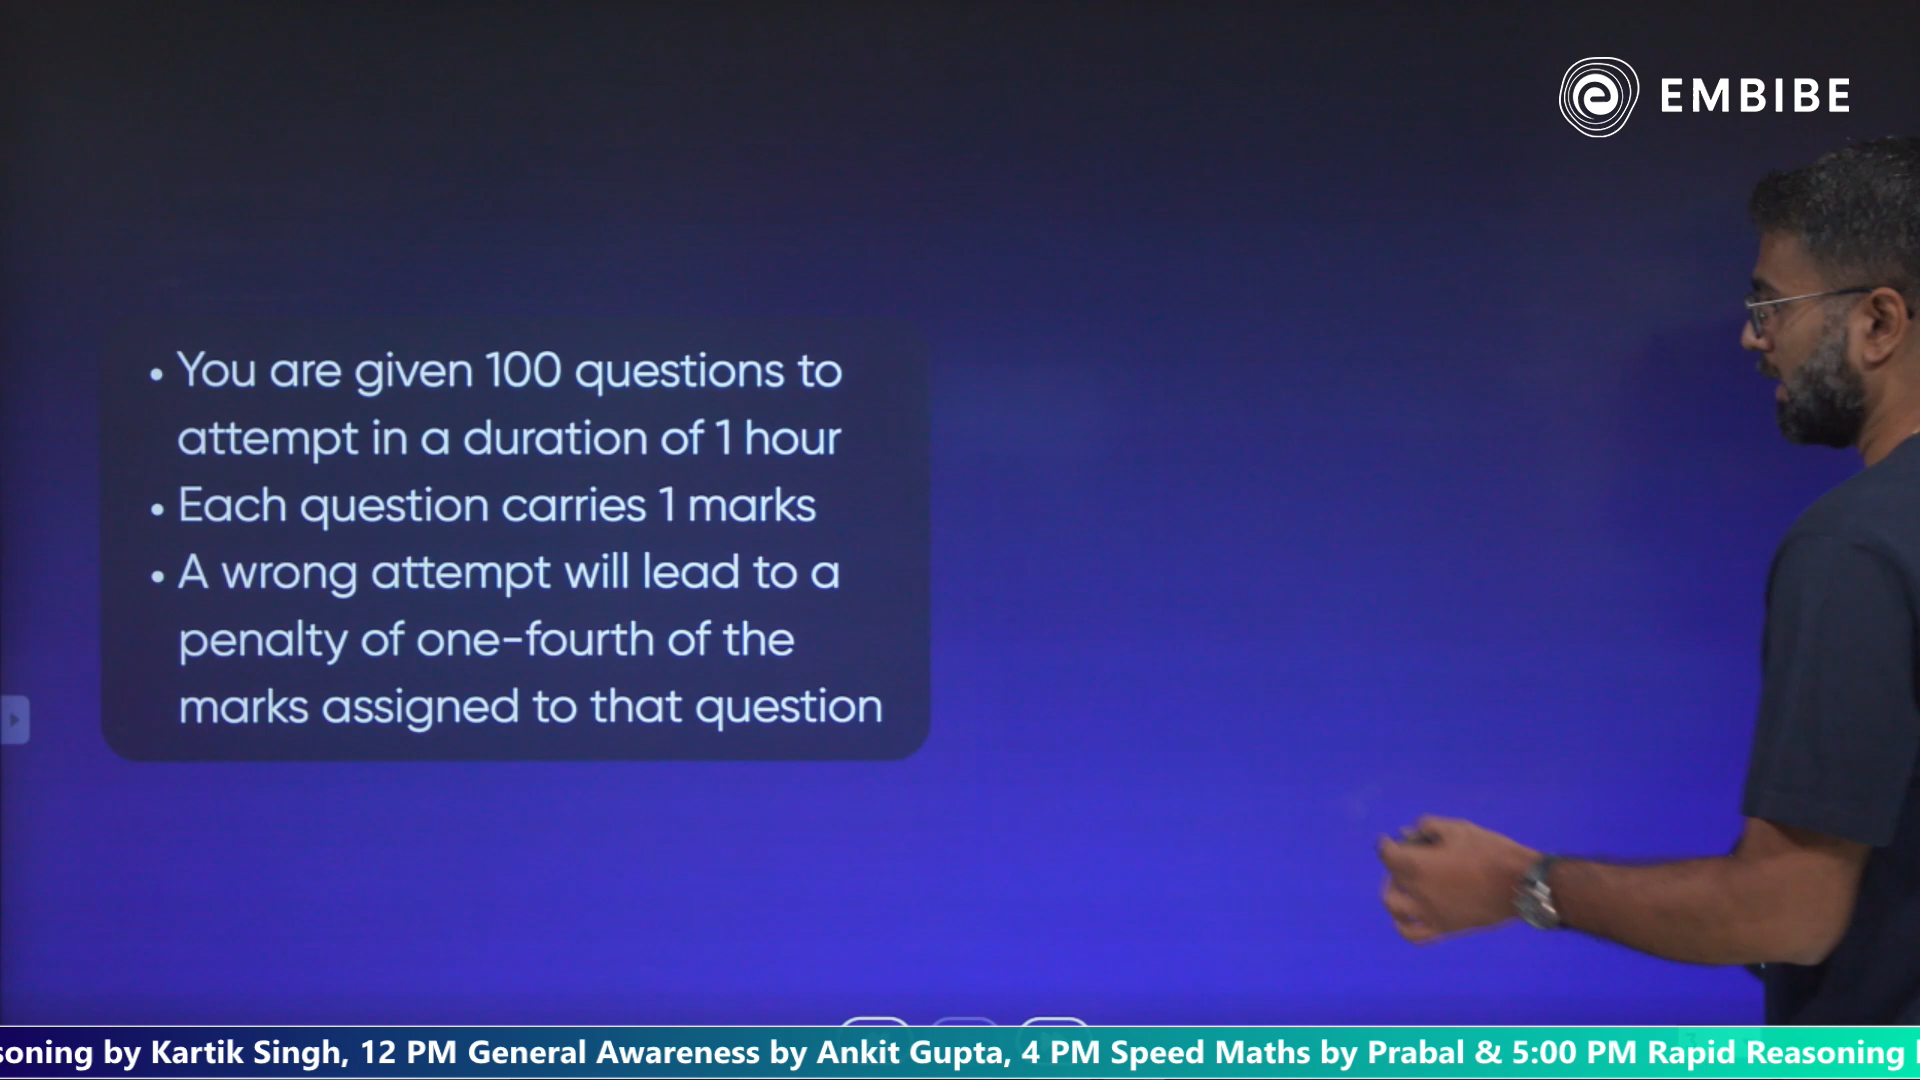 EMBIBE
• You are given 100 questions to
attempt in a duration of 1 hour
• Each question carries 1 marks
• A wrong attempt will lead to a
penalty of one-fourth of the
marks assigned to that question
soning by Kartik Singh, 12 PM General Awareness by Ankit Gupta, 4 PM Speed Maths by Prabal & 5:00 PM Rapid Reasoning